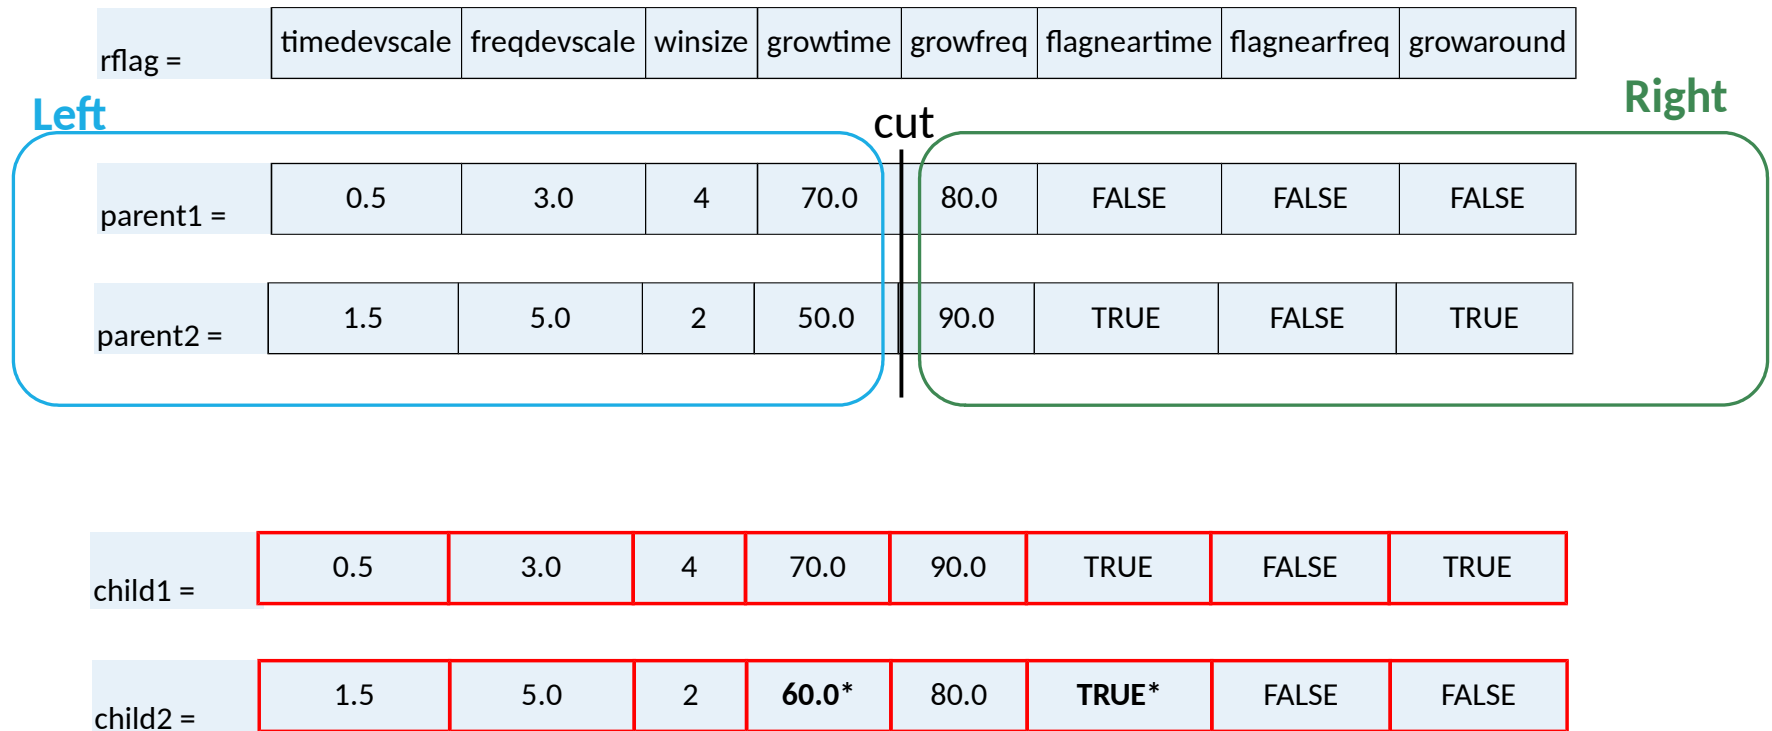 rflag = timedevscale freqdevscale winsize growtime growfreq flagneartime flagnearfreq growaround
Left cut Right
parent1 = 0.5 3.0 4 70.0 80.0 FALSE FALSE FALSE
parent2 = 1.5 5.0 2 50.0 90.0 TRUE FALSE TRUE
child1 = 0.5 3.0 4 70.0 90.0 TRUE FALSE TRUE
child2 = 1.5 5.0 2 60.0* 80.0 TRUE* FALSE FALSE